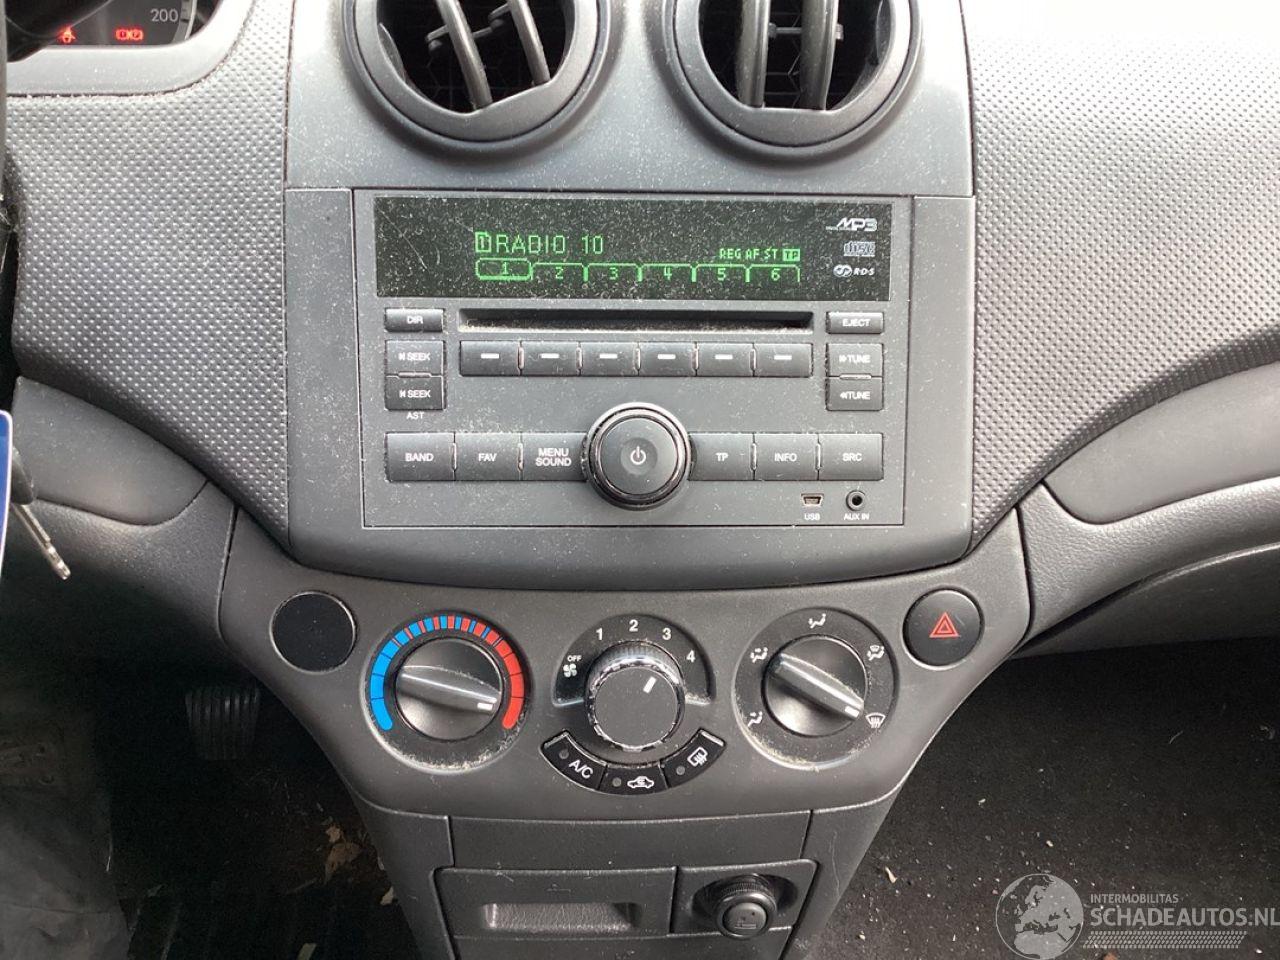 200
MP3
RADIO 10
REG AF ST TP
disc
R·D·S
1 2 3 4 5 6
DIR
EJECT
SEEK
TUNE
SEEK
TUNE
AST
BAND
FAV
MENU
SOUND
TP
INFO
SRC
USB
AUX IN
OFF
1
2
3
4
A/C
INTERMOBILITAS
SCHADEAUTOS.NL